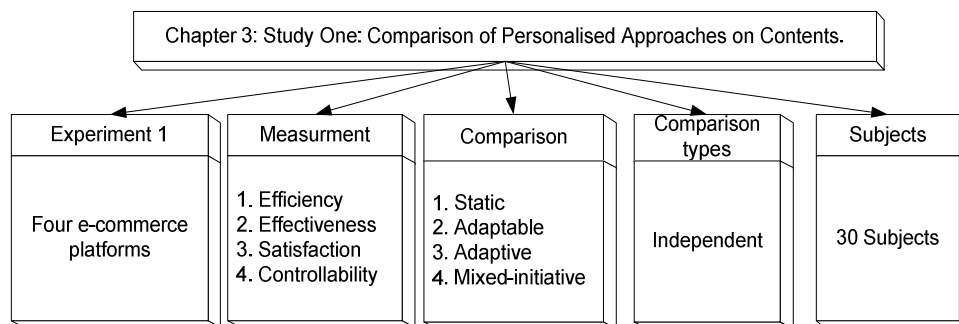 Chapter 3: Study One: Comparison of Personalised Approaches on Contents.
Experiment 1
Four e-commerce
platforms
Measurment
1. Efficiency
2. Effectiveness
3. Satisfaction
4. Controllability
Comparison
1. Static
2. Adaptable
3. Adaptive
4. Mixed-initiative
Comparison
types
Independent
Subjects
30 Subjects